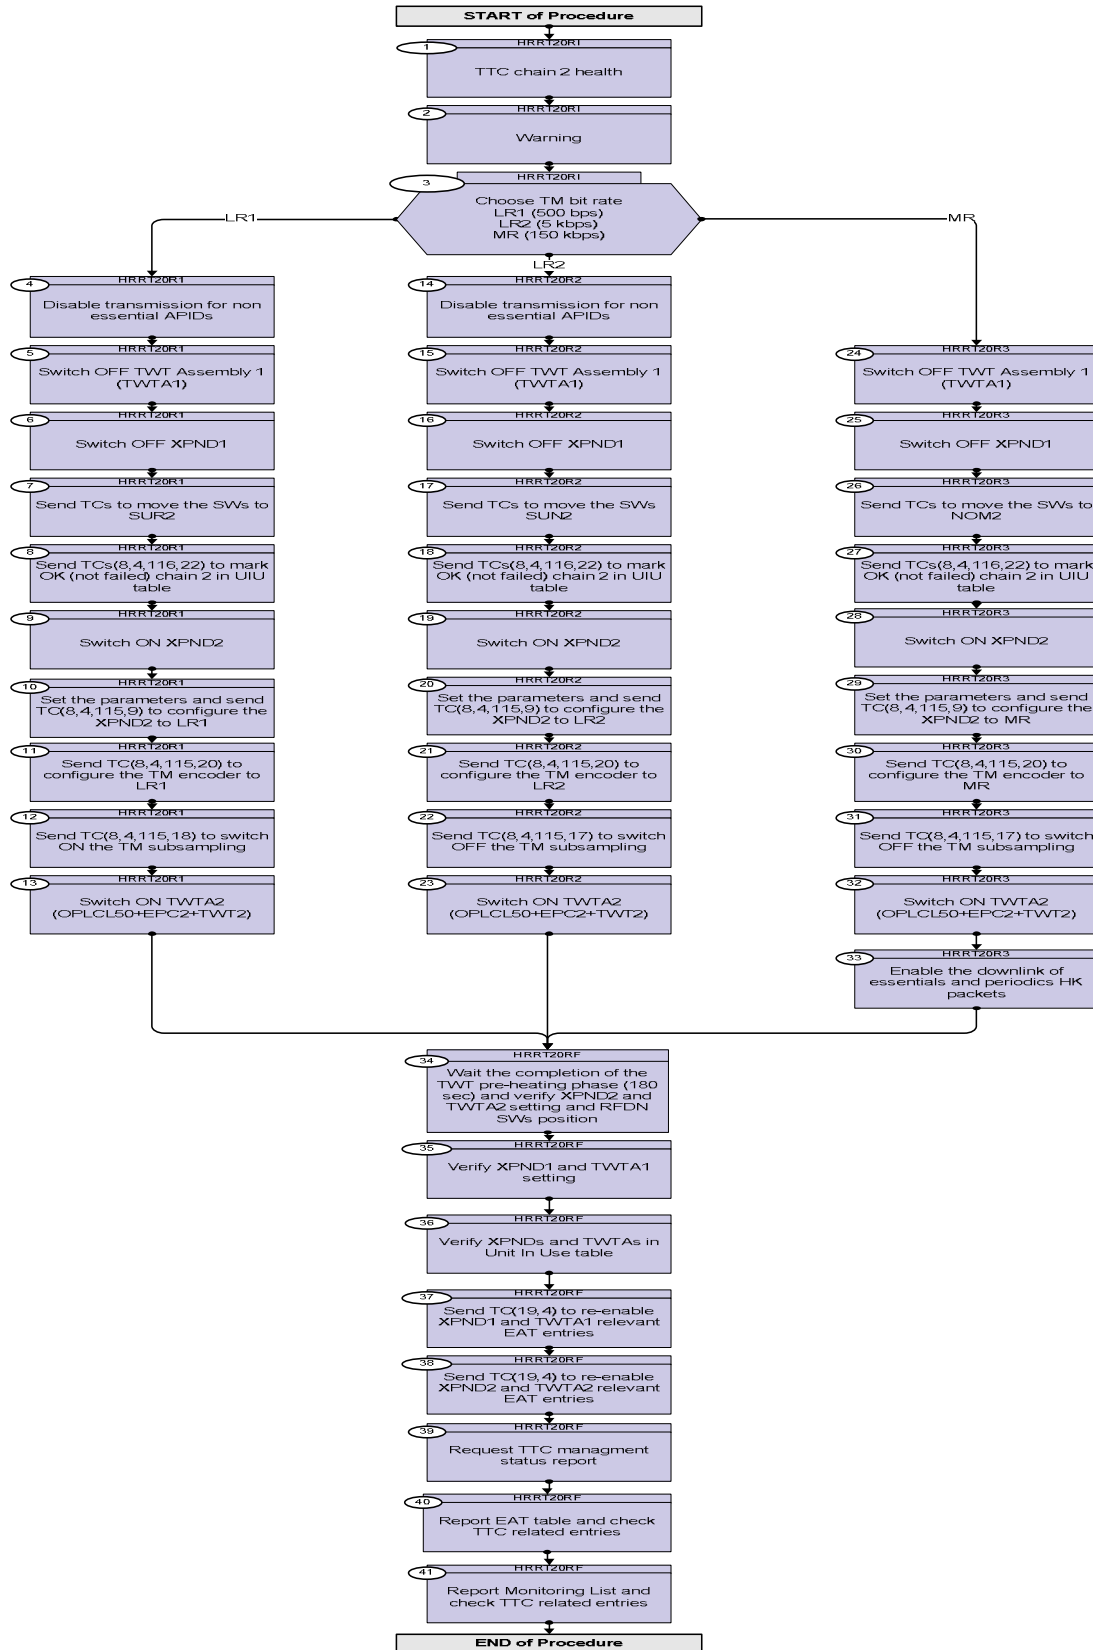 START of Procedure
HRRT20RI
1
TTC chain 2 health
HRRT20RI
2
Warning
HRRT20RI
3
Choose TM bit rate
LR1 (500 bps)
LR2 (5 kbps)
MR (150 kbps)
LR1
LR2
MR
HRRT20R1
4
Disable transmission for non
essential APIDs
HRRT20R1
5
Switch OFF TWT Assembly 1
(TWTA1)
HRRT20R1
6
Switch OFF XPND1
HRRT20R1
7
Send TCs to move the SWs to
SUR2
HRRT20R1
8
Send TCs(8,4,116,22) to mark
OK (not failed) chain 2 in UIU
table
HRRT20R1
9
Switch ON XPND2
HRRT20R1
10
Set the parameters and send
TC(8,4,115,9) to configure the
XPND2 to LR1
HRRT20R1
11
Send TC(8,4,115,20) to
configure the TM encoder to
LR1
HRRT20R1
12
Send TC(8,4,115,18) to switch
ON the TM subsampling
HRRT20R1
13
Switch ON TWTA2
(OPLCL50+EPC2+TWT2)
HRRT20R2
14
Disable transmission for non
essential APIDs
HRRT20R2
15
Switch OFF TWT Assembly 1
(TWTA1)
HRRT20R2
16
Switch OFF XPND1
HRRT20R2
17
Send TCs to move the SWs
SUN2
HRRT20R2
18
Send TCs(8,4,116,22) to mark
OK (not failed) chain 2 in UIU
table
HRRT20R2
19
Switch ON XPND2
HRRT20R2
20
Set the parameters and send
TC(8,4,115,9) to configure the
XPND2 to LR2
HRRT20R2
21
Send TC(8,4,115,20) to
configure the TM encoder to
LR2
HRRT20R2
22
Send TC(8,4,115,17) to switch
OFF the TM subsampling
HRRT20R2
23
Switch ON TWTA2
(OPLCL50+EPC2+TWT2)
HRRT20R3
24
Switch OFF TWT Assembly 1
(TWTA1)
HRRT20R3
25
Switch OFF XPND1
HRRT20R3
26
Send TCs to move the SWs to
NOM2
HRRT20R3
27
Send TCs(8,4,116,22) to mark
OK (not failed) chain 2 in UIU
table
HRRT20R3
28
Switch ON XPND2
HRRT20R3
29
Set the parameters and send
TC(8,4,115,9) to configure the
XPND2 to MR
HRRT20R3
30
Send TC(8,4,115,20) to
configure the TM encoder to
MR
HRRT20R3
31
Send TC(8,4,115,17) to switch
OFF the TM subsampling
HRRT20R3
32
Switch ON TWTA2
(OPLCL50+EPC2+TWT2)
HRRT20R3
33
Enable the downlink of
essentials and periodics HK
packets
HRRT20RF
34
Wait the completion of the
TWT pre-heating phase (180
sec) and verify XPND2 and
TWTA2 setting and RFDN
SWs position
HRRT20RF
35
Verify XPND1 and TWTA1
setting
HRRT20RF
36
Verify XPNDs and TWTAs in
Unit In Use table
HRRT20RF
37
Send TC(19,4) to re-enable
XPND1 and TWTA1 relevant
EAT entries
HRRT20RF
38
Send TC(19,4) to re-enable
XPND2 and TWTA2 relevant
EAT entries
HRRT20RF
39
Request TTC managment
status report
HRRT20RF
40
Report EAT table and check
TTC related entries
HRRT20RF
41
Report Monitoring List and
check TTC related entries
END of Procedure